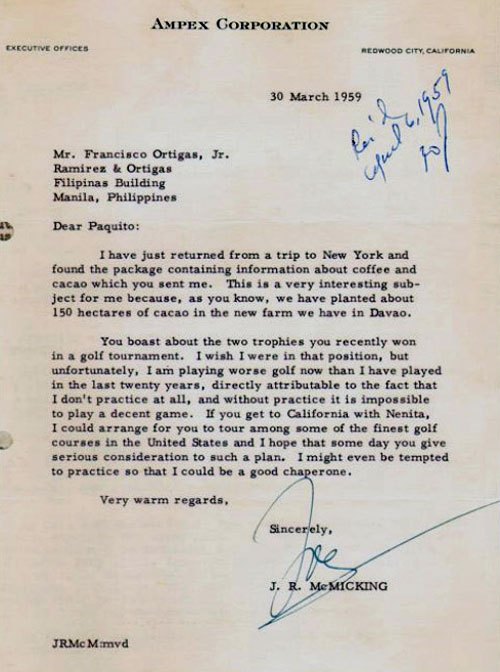 AMPEX CORPORATION
EXECUTIVE OFFICES
REDWOOD CITY, CALIFORNIA
30 March 1959
Rec'd
April 6, 1959
Mr. Francisco Ortigas, Jr.
Ramirez & Ortigas
Filipinas Building
Manila, Philippines
Dear Paquito:
I have just returned from a trip to New York and
found the package containing information about coffee and
cacao which you sent me. This is a very interesting sub-
ject for me because, as you know, we have planted about
150 hectares of cacao in the new farm we have in Davao.
You boast about the two trophies you recently won
in a golf tournament. I wish I were in that position, but
unfortunately, I am playing worse golf now than I have played
in the last twenty years, directly attributable to the fact that
I don't practice at all, and without practice it is impossible
to play a decent game. If you get to California with Nenita,
I could arrange for you to tour among some of the finest golf
courses in the United States and I hope that some day you give
serious consideration to such a plan. I might even be tempted
to practice so that I could be a good chaperone.
Very warm regards,
Sincerely,
Joe
J. R. McMICKING
JRMcM:mvd